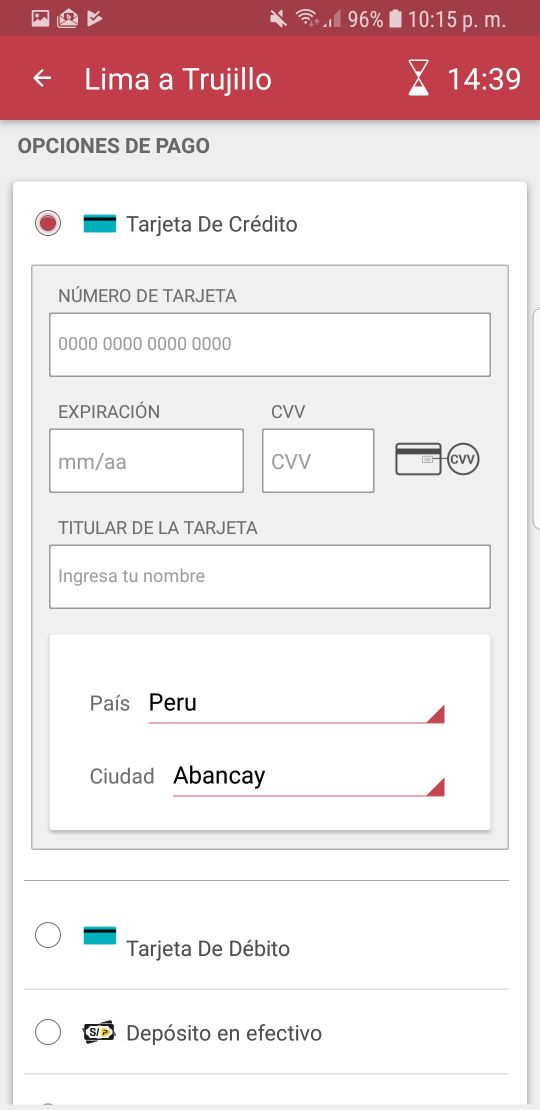 96% 10:15 p. m.
Lima a Trujillo 14:39
OPCIONES DE PAGO
Tarjeta De Crédito
NÚMERO DE TARJETA
0000 0000 0000 0000
EXPIRACIÓN CVV
mm/aa CVV CVV
TITULAR DE LA TARJETA
Ingresa tu nombre
País Peru
Ciudad Abancay
Tarjeta De Débito
S/ P Depósito en efectivo